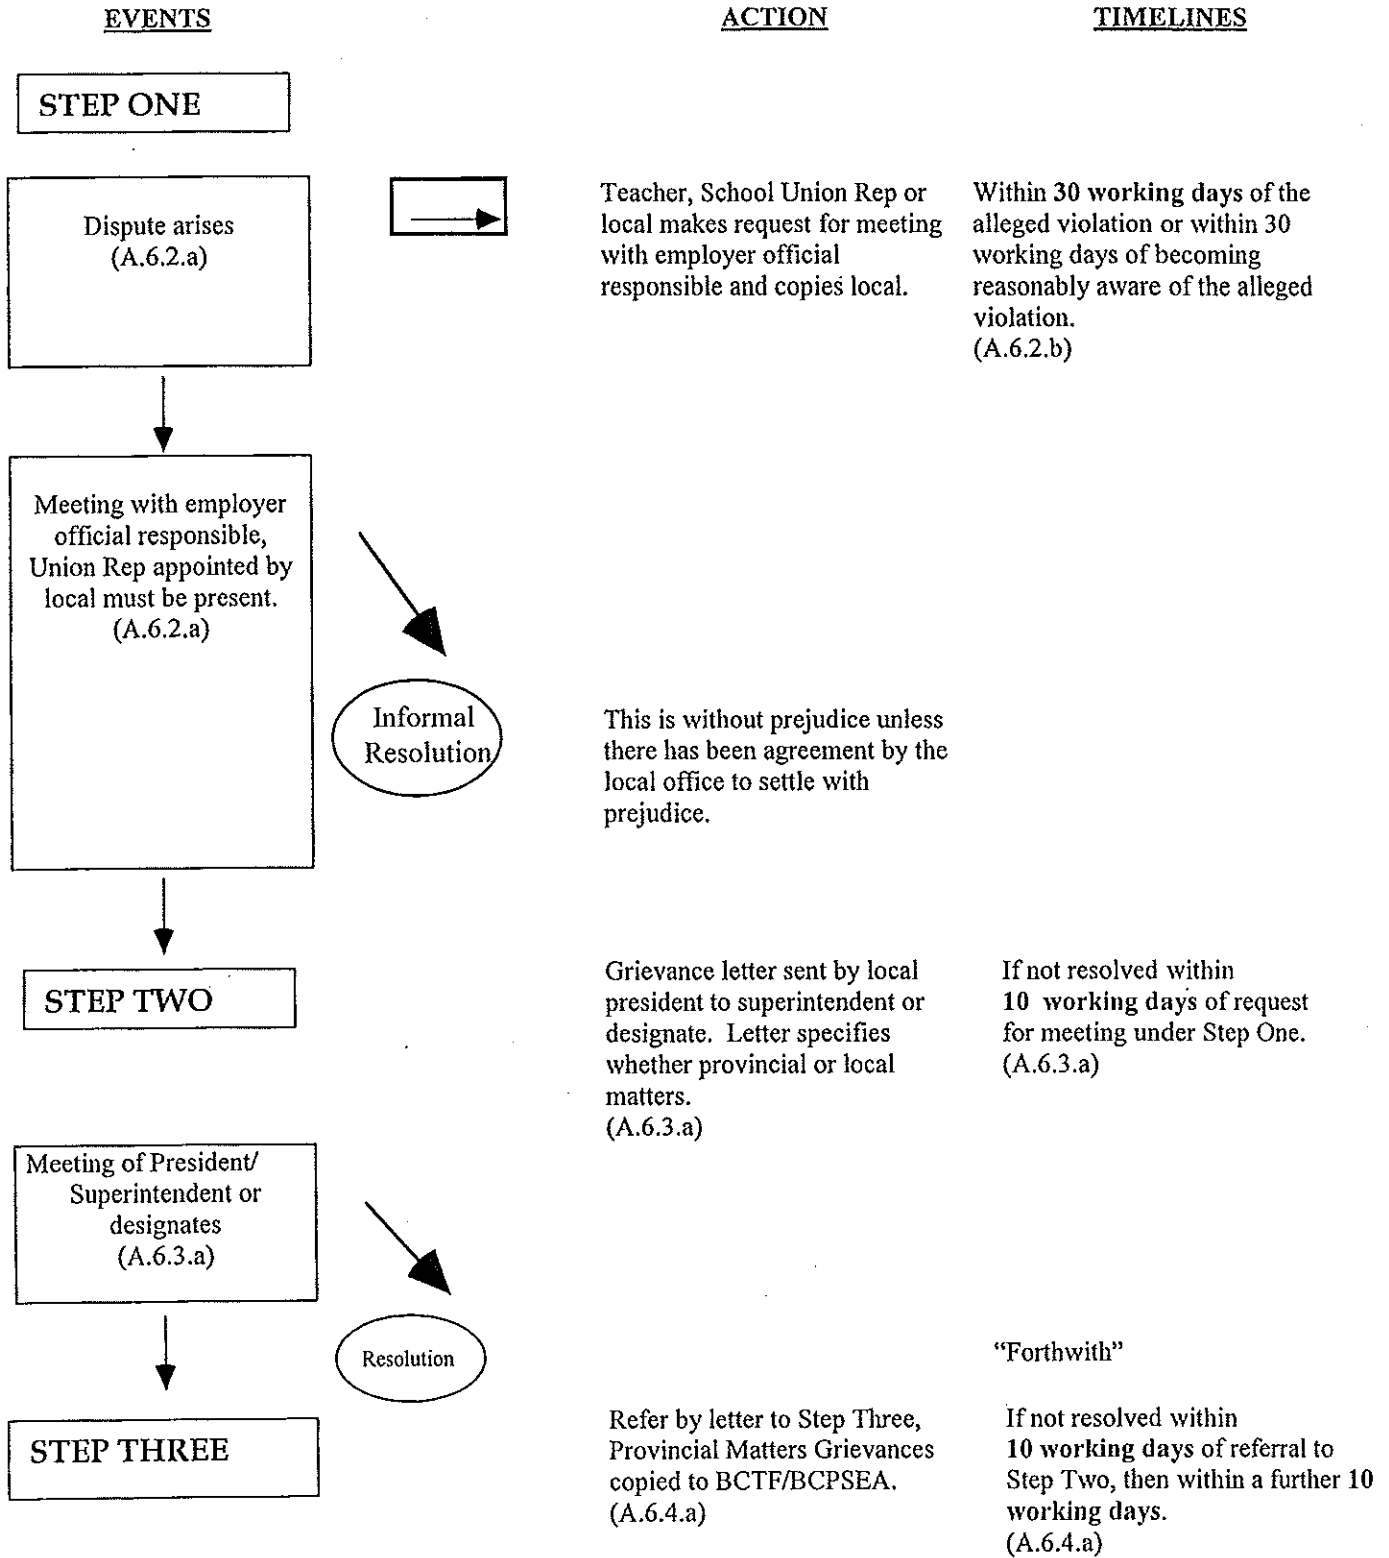 EVENTS
ACTION
TIMELINES
STEP ONE
Dispute arises
(A.6.2.a)
Teacher, School Union Rep or
local makes request for meeting
with employer official
responsible and copies local.
Within 30 working days of the
alleged violation or within 30
working days of becoming
reasonably aware of the alleged
violation.
(A.6.2.b)
Meeting with employer
official responsible,
Union Rep appointed by
local must be present.
(A.6.2.a)
Informal
Resolution
This is without prejudice unless
there has been agreement by the
local office to settle with
prejudice.
STEP TWO
Grievance letter sent by local
president to superintendent or
designate. Letter specifies
whether provincial or local
matters.
(A.6.3.a)
If not resolved within
10 working days of request
for meeting under Step One.
(A.6.3.a)
Meeting of President/
Superintendent or
designates
(A.6.3.a)
Resolution
"Forthwith"
STEP THREE
Refer by letter to Step Three,
Provincial Matters Grievances
copied to BCTF/BCPSEA.
(A.6.4.a)
If not resolved within
10 working days of referral to
Step Two, then within a further 10
working days.
(A.6.4.a)